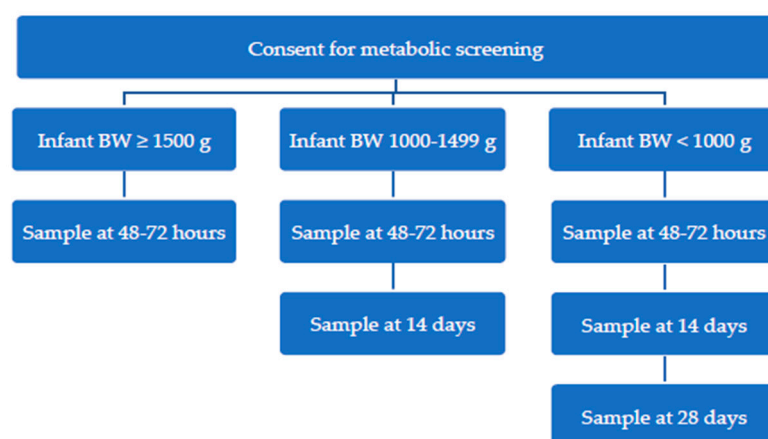 Consent for metabolic screening
Infant BW ≥ 1500 g
Infant BW 1000-1499 g
Infant BW < 1000 g
Sample at 48-72 hours
Sample at 48-72 hours
Sample at 48-72 hours
Sample at 14 days
Sample at 14 days
Sample at 28 days